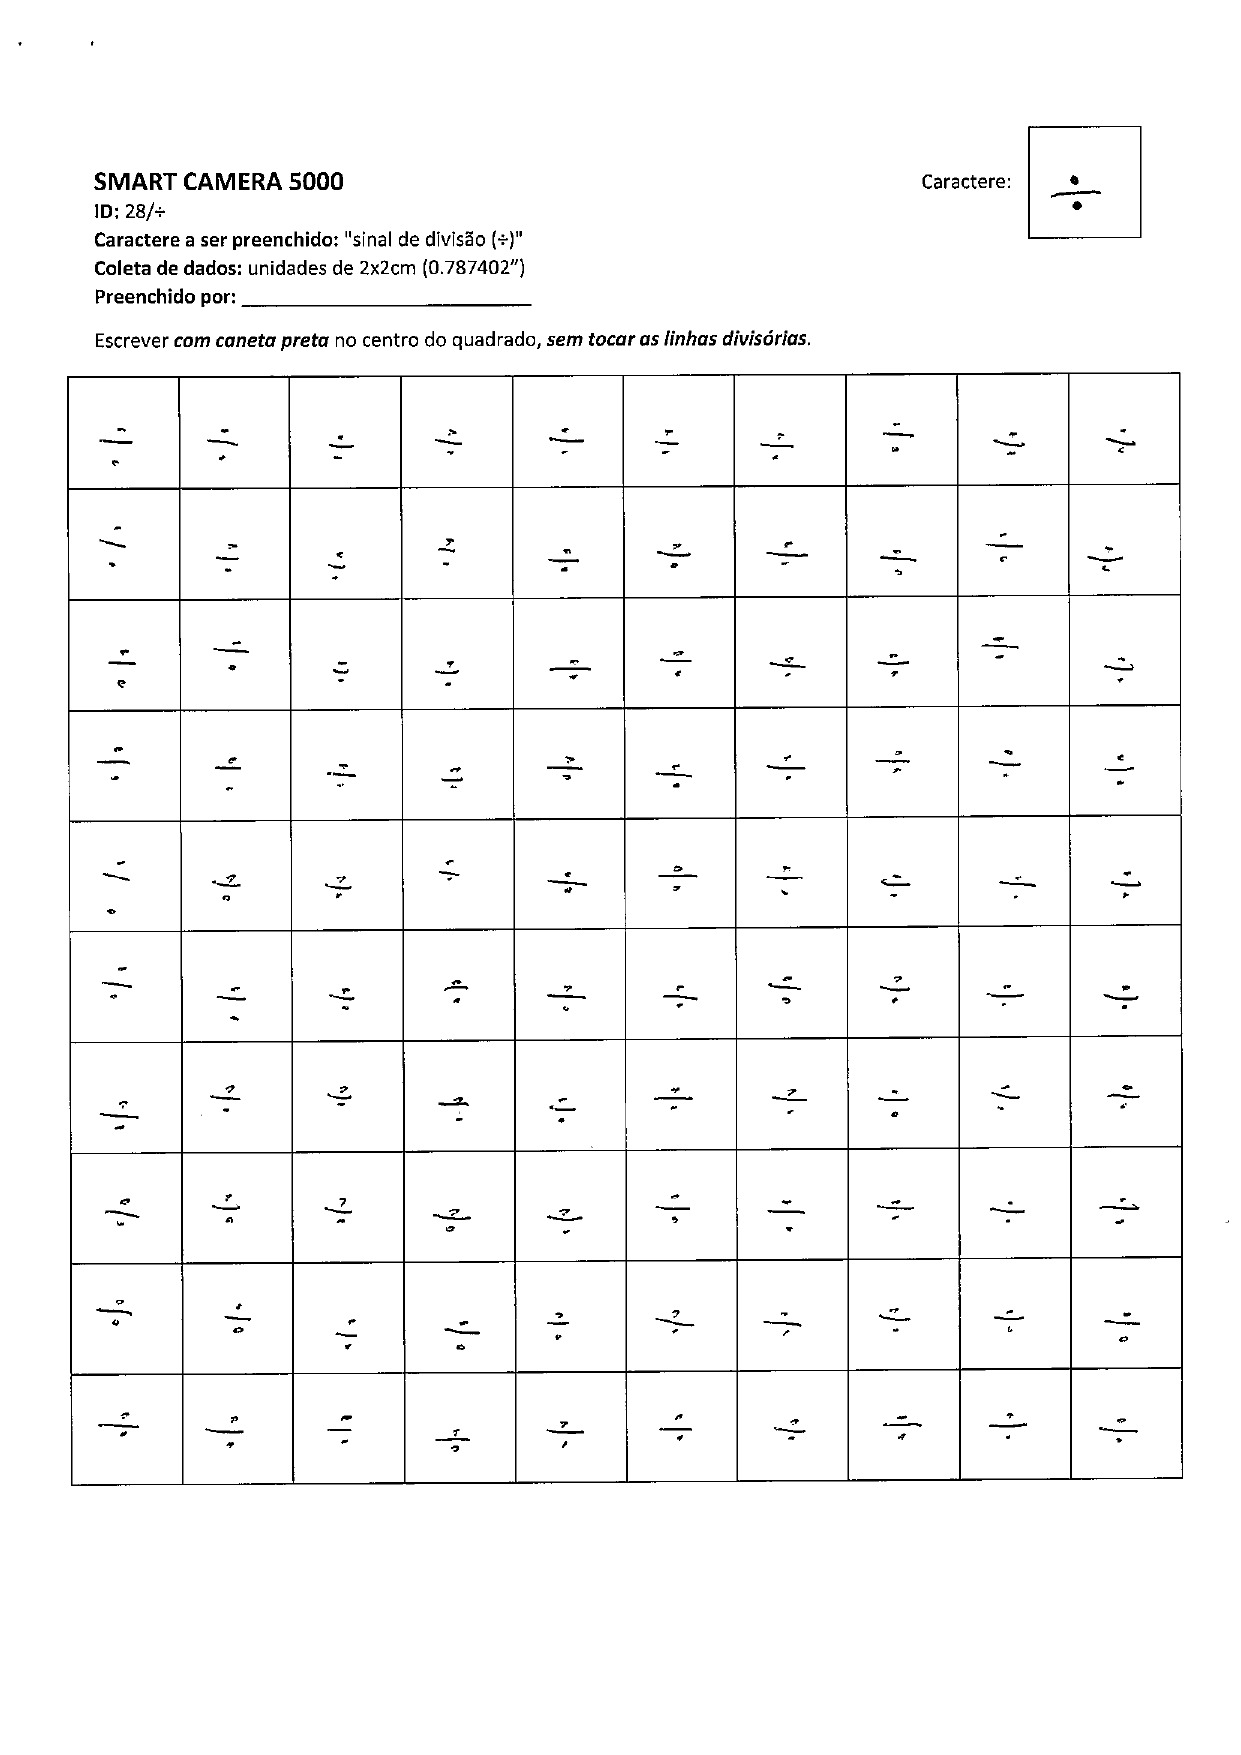 SMART CAMERA 5000
Caractere:
÷
ID: 28/÷
Caractere a ser preenchido: "sinal de divisão (÷)"
Coleta de dados: unidades de 2x2cm (0.787402")
Preenchido por:
Escrever com caneta preta no centro do quadrado, sem tocar as linhas divisórias.
÷ ÷ ÷ ÷ ÷ ÷ ÷ ÷ ÷ ÷
÷ ÷ ÷ ÷ ÷ ÷ ÷ ÷ ÷ ÷
÷ ÷ ÷ ÷ ÷ ÷ ÷ ÷ ÷ ÷
÷ ÷ ÷ ÷ ÷ ÷ ÷ ÷ ÷ ÷
÷ ÷ ÷ ÷ ÷ ÷ ÷ ÷ ÷ ÷
÷ ÷ ÷ ÷ ÷ ÷ ÷ ÷ ÷ ÷
÷ ÷ ÷ ÷ ÷ ÷ ÷ ÷ ÷ ÷
÷ ÷ ÷ ÷ ÷ ÷ ÷ ÷ ÷ ÷
÷ ÷ ÷ ÷ ÷ ÷ ÷ ÷ ÷ ÷
÷ ÷ ÷ ÷ ÷ ÷ ÷ ÷ ÷ ÷